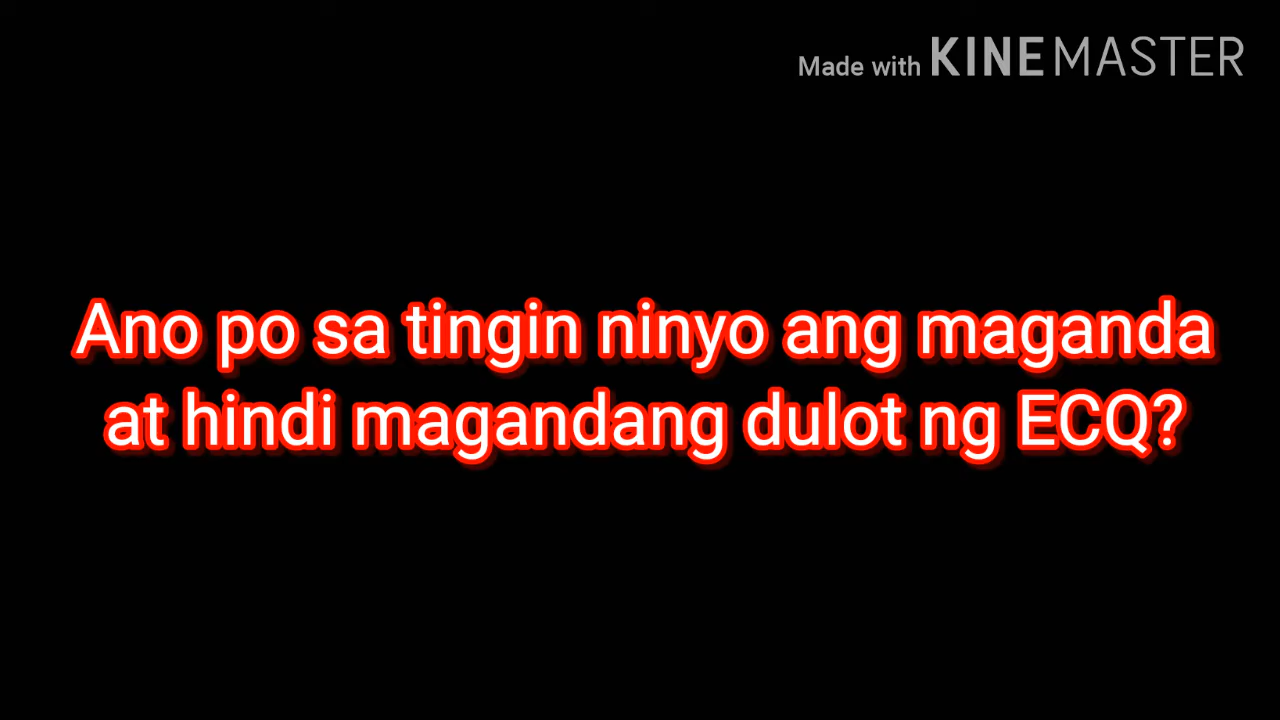 Made with KINEMASTER
Ano po sa tingin ninyo ang maganda
at hindi magandang dulot ng ECQ?